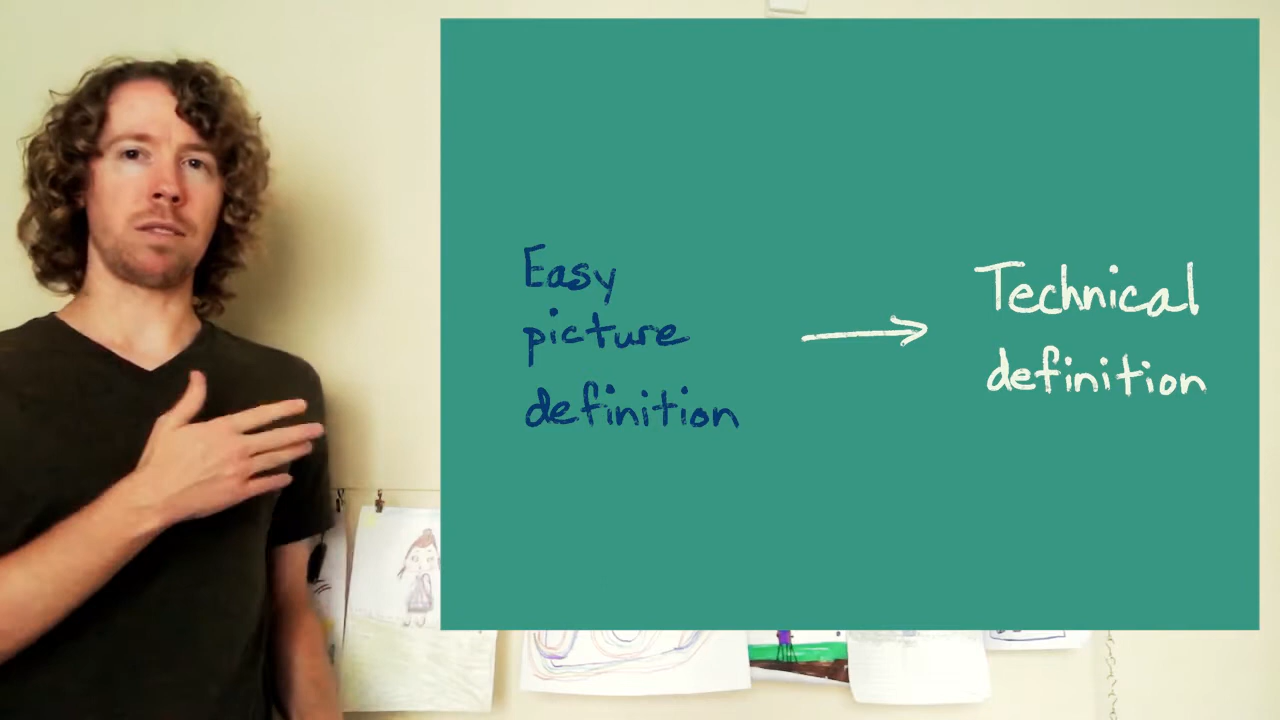 Easy
picture
definition
Technical
definition